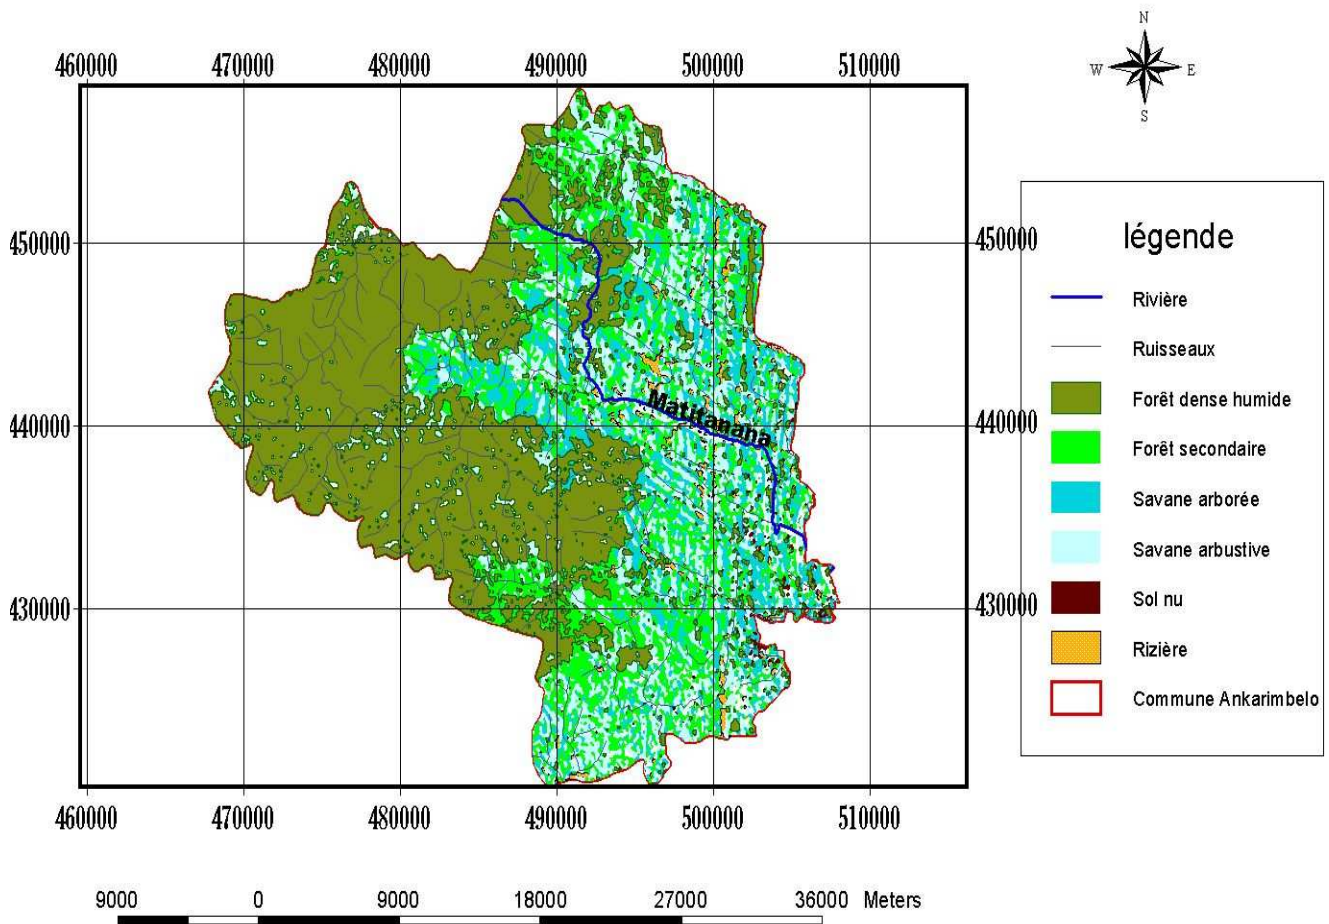 N
W E
S
460000 470000 480000 490000 500000 510000
450000 450000
440000 440000
430000 430000
Matitanana
460000 470000 480000 490000 500000 510000
légende
Rivière
Ruisseaux
Forêt dense humide
Forêt secondaire
Savane arborée
Savane arbustive
Sol nu
Rizière
Commune Ankarimbelo
9000 0 9000 18000 27000 36000 Meters